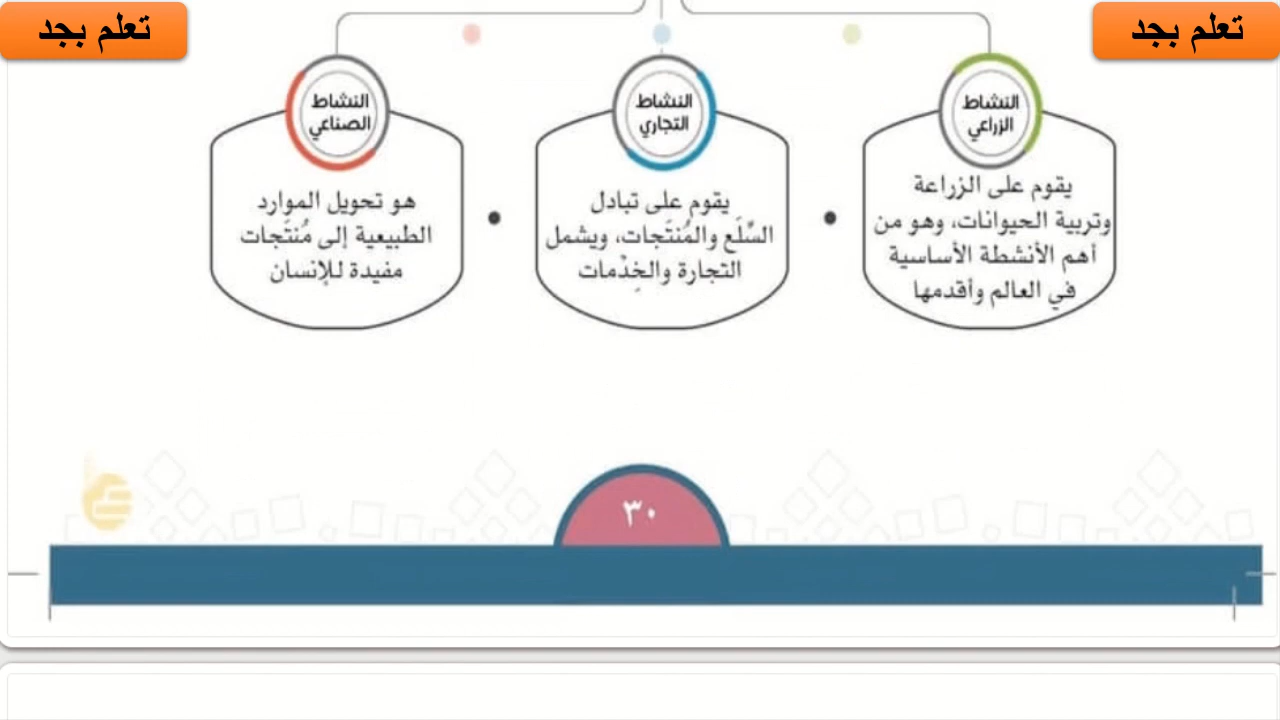 تعلم بجد
تعلم بجد
النشاط
الزراعي
يقوم على الزراعة
وتربية الحيوانات، وهو من
أهم الأنشطة الأساسية
في العالم وأقدمها
النشاط
التجاري
يقوم على تبادل
السِّلَع والمُنتَجات، ويشمل
التجارة والخِدْمات
النشاط
الصناعي
هو تحويل الموارد
الطبيعية إلى مُنتَجات
مفيدة للإنسان
٣٠